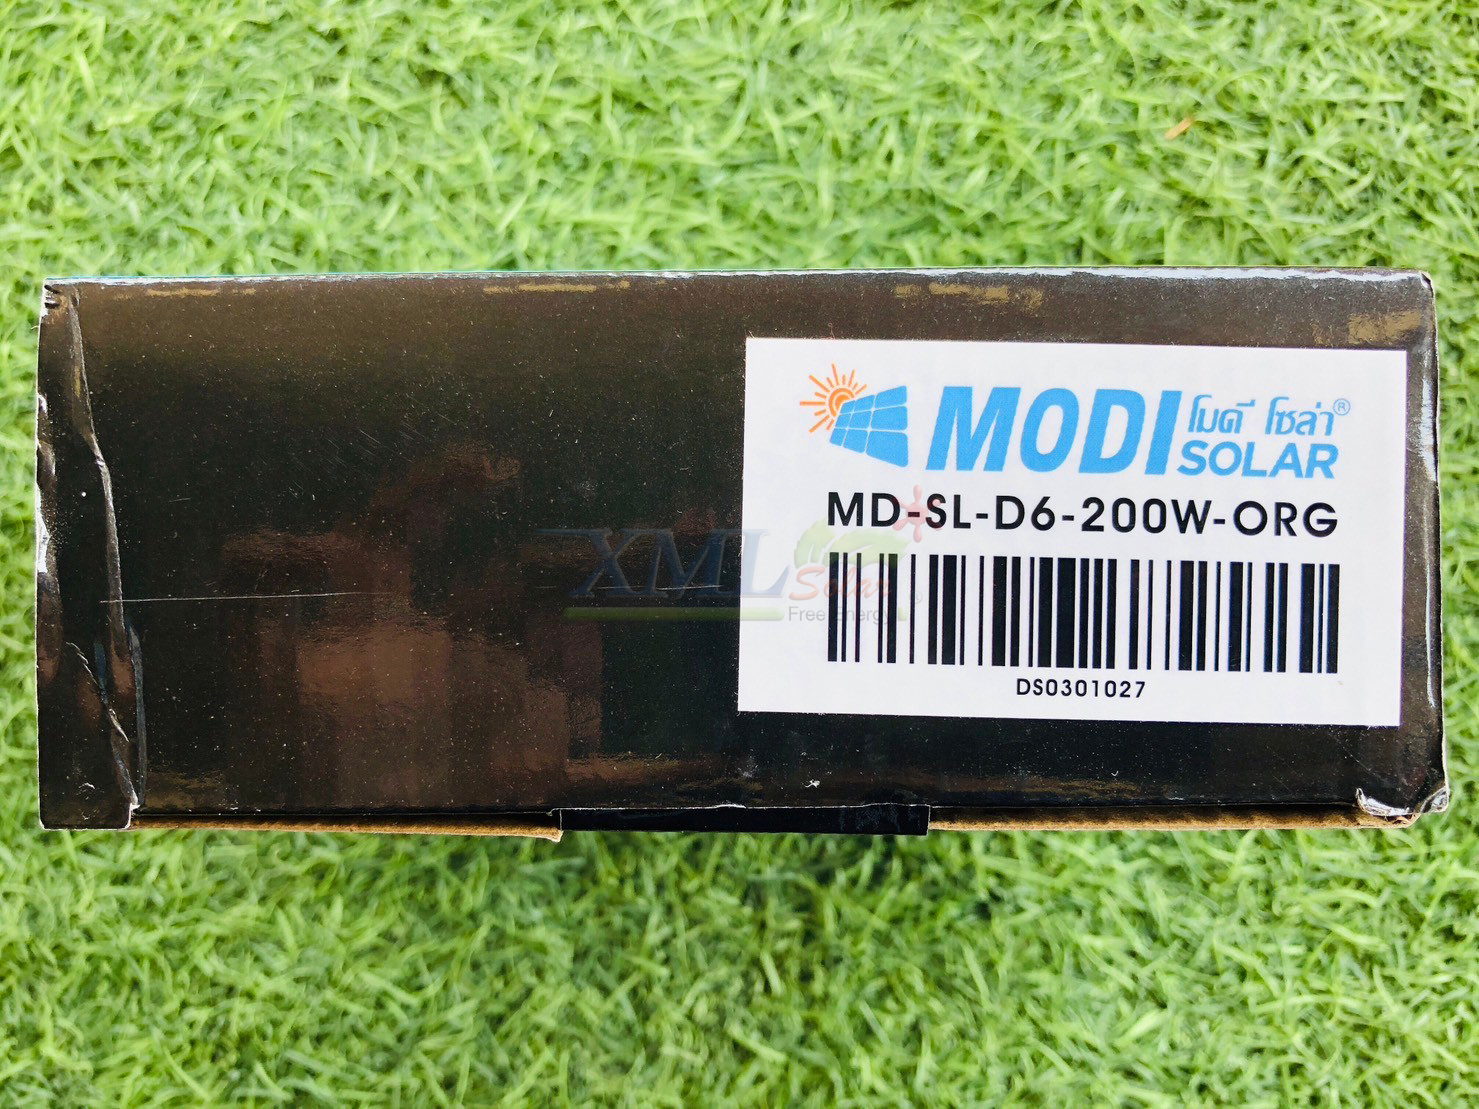 MODI โมดี โซล่า®
SOLAR
MD-SL-D6-200W-ORG
XML Solar ®
Free Energy
DS0301027